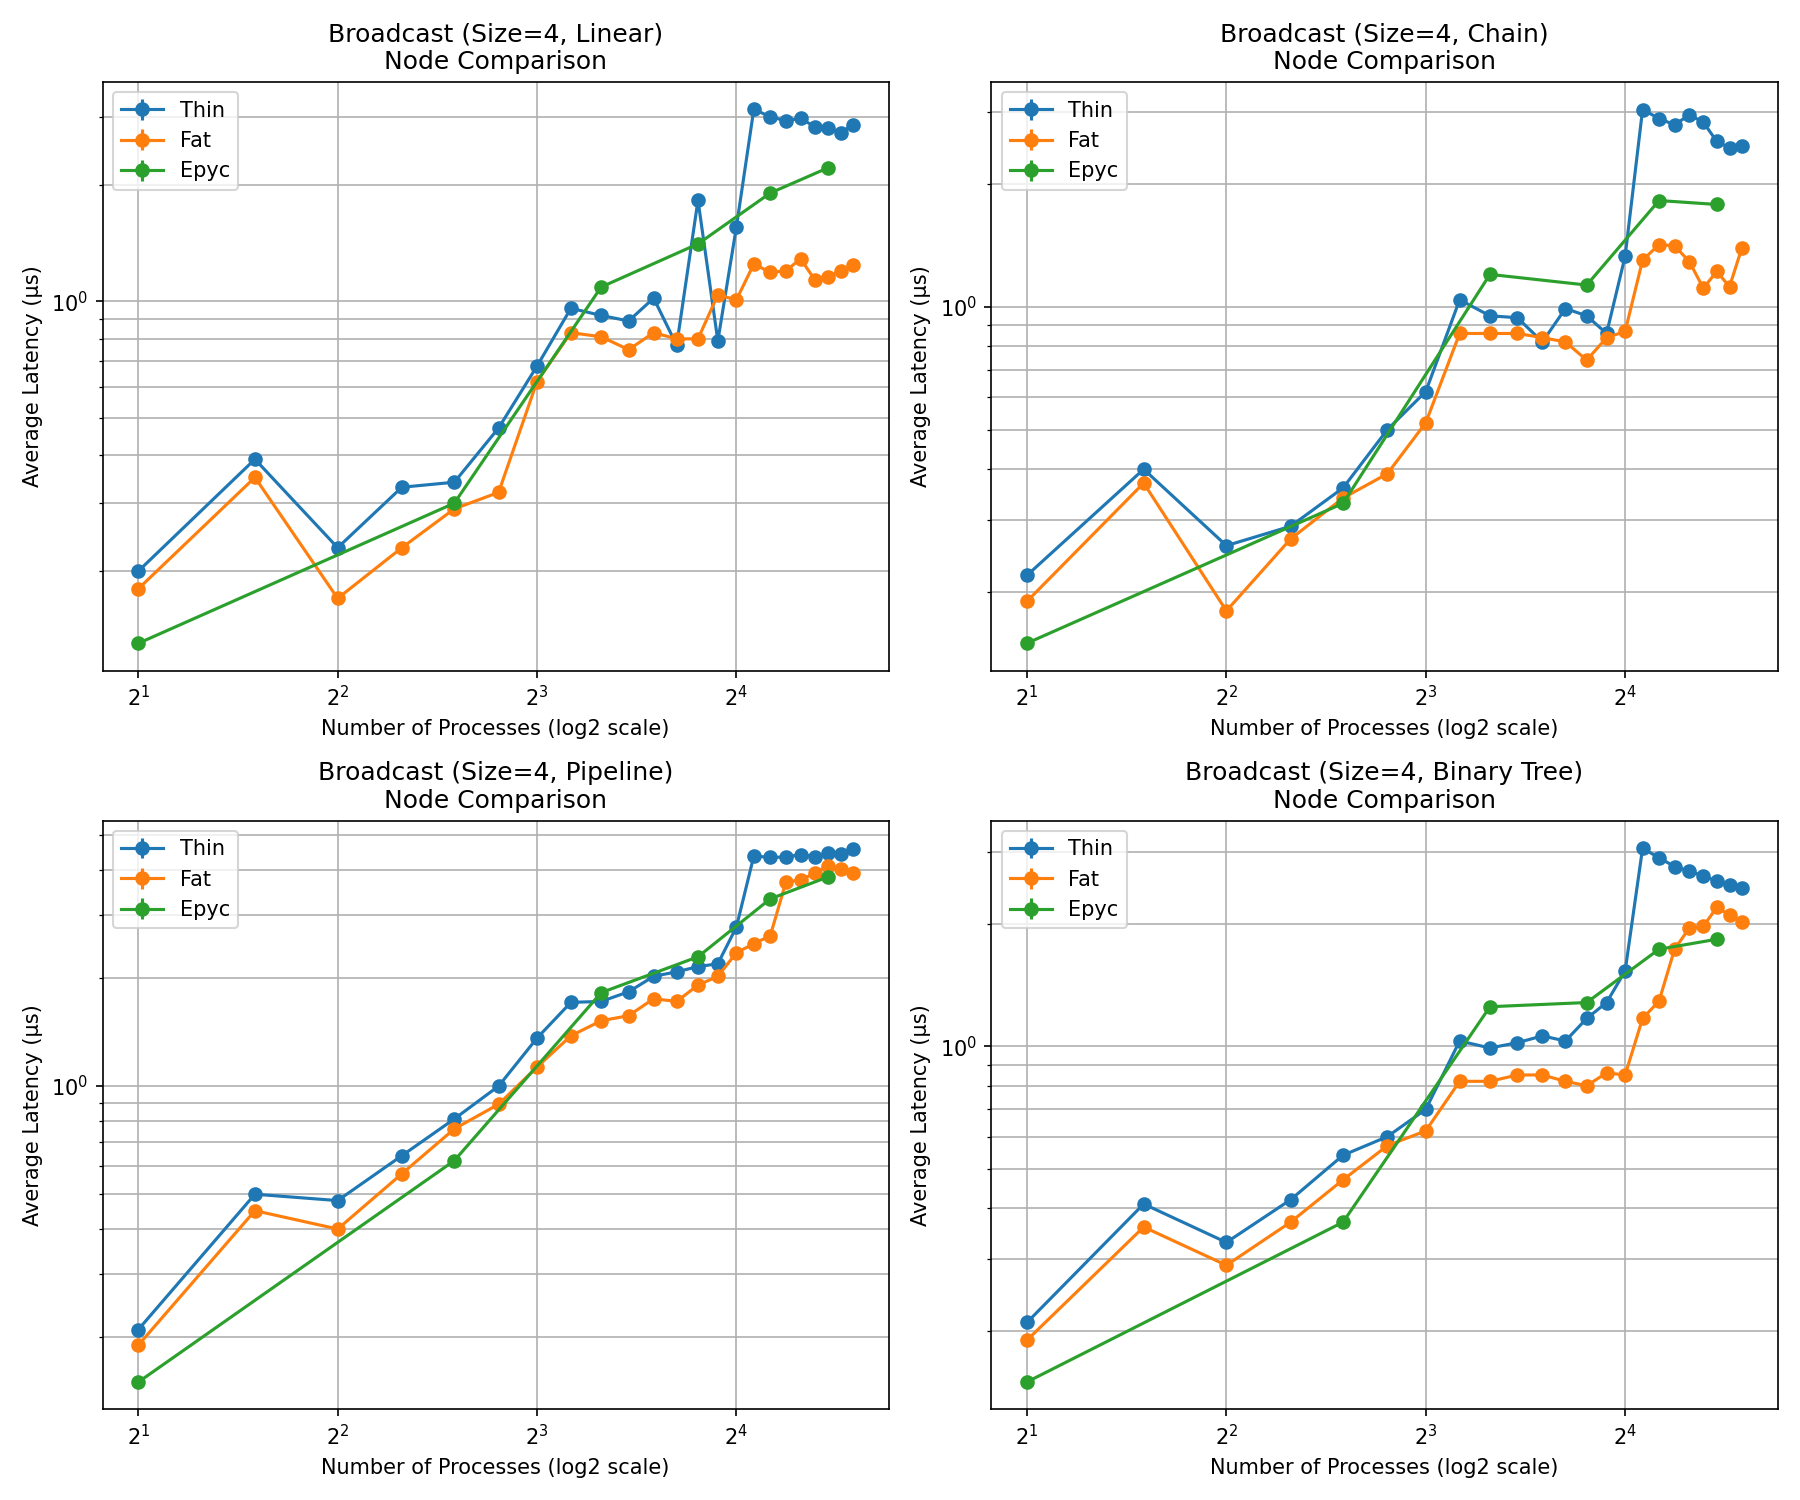 Broadcast (Size=4, Linear)
Node Comparison
Thin
Fat
Epyc
10⁰
Average Latency (μs)
2¹ 2² 2³ 2⁴
Number of Processes (log2 scale)
Broadcast (Size=4, Chain)
Node Comparison
Thin
Fat
Epyc
10⁰
Average Latency (μs)
2¹ 2² 2³ 2⁴
Number of Processes (log2 scale)
Broadcast (Size=4, Pipeline)
Node Comparison
Thin
Fat
Epyc
10⁰
Average Latency (μs)
2¹ 2² 2³ 2⁴
Number of Processes (log2 scale)
Broadcast (Size=4, Binary Tree)
Node Comparison
Thin
Fat
Epyc
10⁰
Average Latency (μs)
2¹ 2² 2³ 2⁴
Number of Processes (log2 scale)